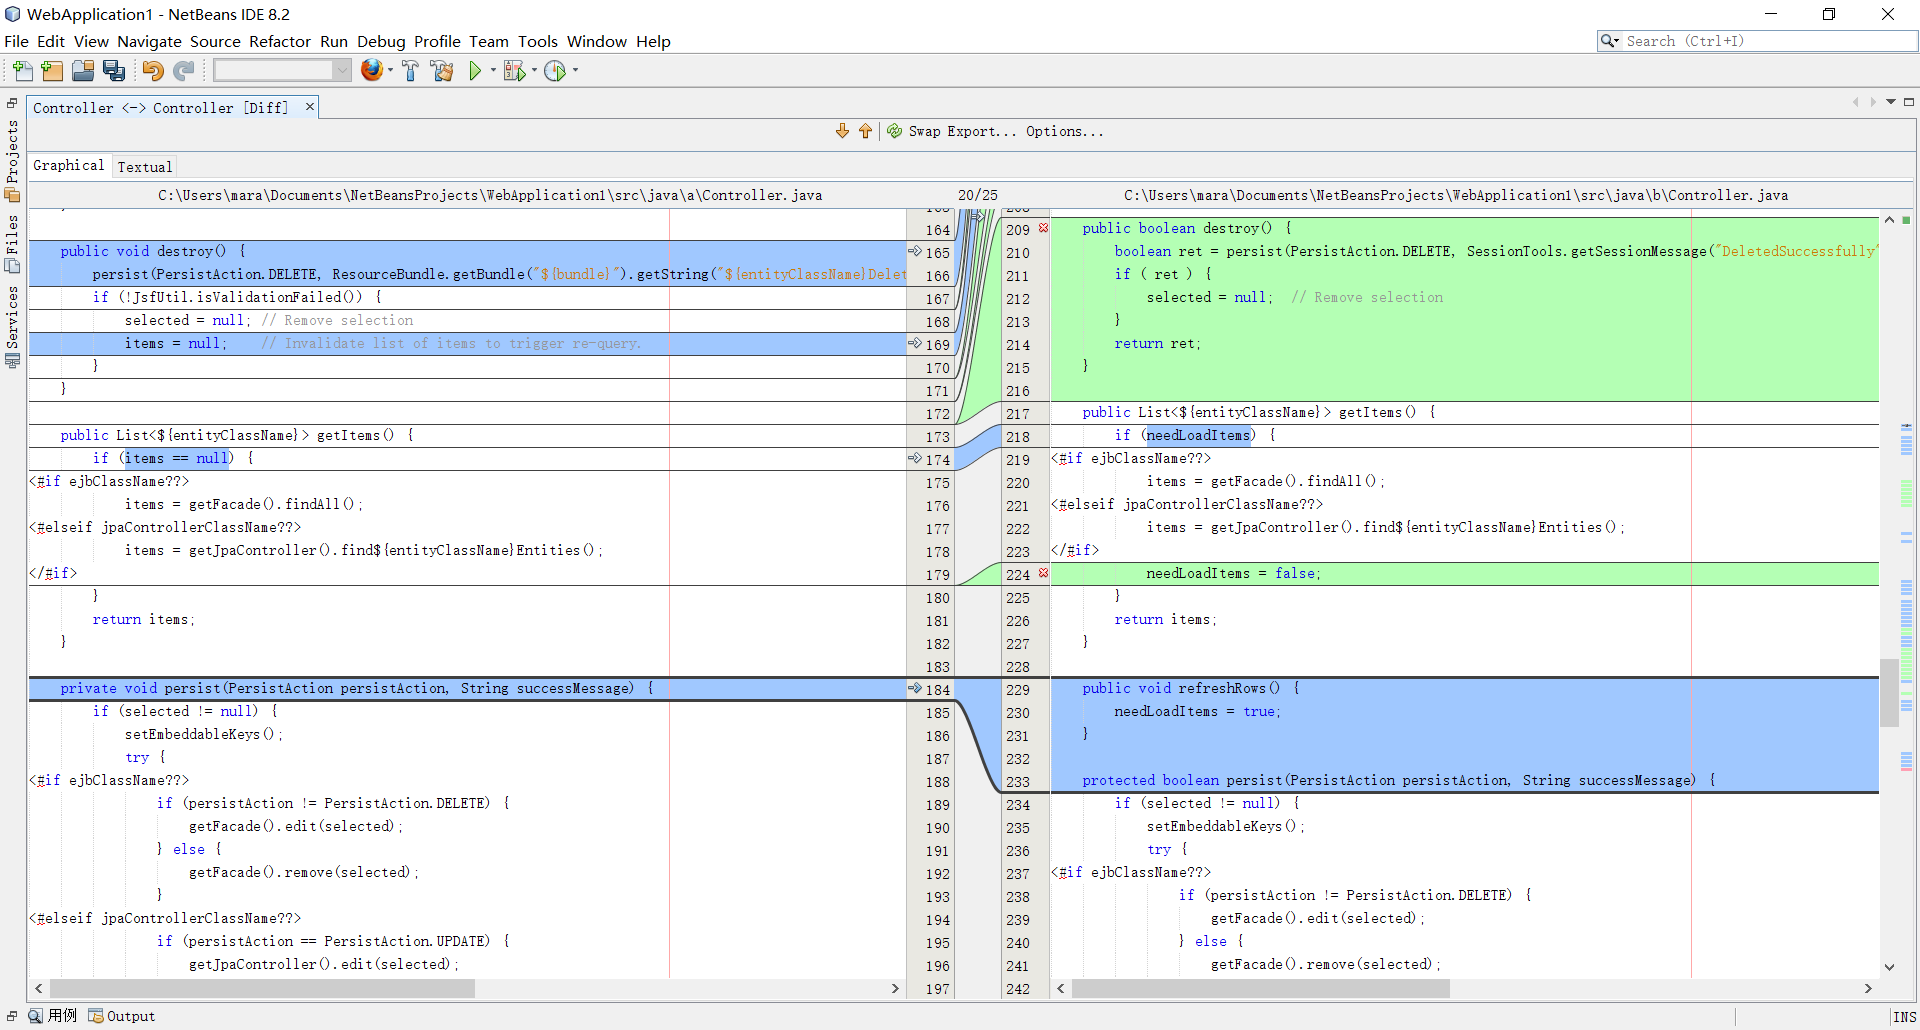 WebApplication1 - NetBeans IDE 8.2
File Edit View Navigate Source Refactor Run Debug Profile Team Tools Window Help
Search (Ctrl+I)
Controller <-> Controller [Diff]
Swap Export... Options...
Graphical Textual
Projects
Files
Services
C:\Users\mara\Documents\NetBeansProjects\WebApplication1\src\java\a\Controller.java
20/25
C:\Users\mara\Documents\NetBeansProjects\WebApplication1\src\java\b\Controller.java
164
public void destroy() { 165
persist(PersistAction.DELETE, ResourceBundle.getBundle("${bundle}").getString("${entityClassName}Delet 166
if (!JsfUtil.isValidationFailed()) { 167
selected = null; // Remove selection 168
items = null; // Invalidate list of items to trigger re-query. 169
} 170
} 171
172
public List<${entityClassName}> getItems() { 173
if (items == null) { 174
<#if ejbClassName??> 175
items = getFacade().findAll(); 176
<#elseif jpaControllerClassName??> 177
items = getJpaController().find${entityClassName}Entities(); 178
</#if> 179
} 180
return items; 181
} 182
183
private void persist(PersistAction persistAction, String successMessage) { 184
if (selected != null) { 185
setEmbeddableKeys(); 186
try { 187
<#if ejbClassName??> 188
if (persistAction != PersistAction.DELETE) { 189
getFacade().edit(selected); 190
} else { 191
getFacade().remove(selected); 192
} 193
<#elseif jpaControllerClassName??> 194
if (persistAction == PersistAction.UPDATE) { 195
getJpaController().edit(selected); 196
197
209 public boolean destroy() {
210 boolean ret = persist(PersistAction.DELETE, SessionTools.getSessionMessage("DeletedSuccessfully"
211 if ( ret ) {
212 selected = null; // Remove selection
213 }
214 return ret;
215 }
216
217 public List<${entityClassName}> getItems() {
218 if (needLoadItems) {
219 <#if ejbClassName??>
220 items = getFacade().findAll();
221 <#elseif jpaControllerClassName??>
222 items = getJpaController().find${entityClassName}Entities();
223 </#if>
224 needLoadItems = false;
225 }
226 return items;
227 }
228
229 public void refreshRows() {
230 needLoadItems = true;
231 }
232
233 protected boolean persist(PersistAction persistAction, String successMessage) {
234 if (selected != null) {
235 setEmbeddableKeys();
236 try {
237 <#if ejbClassName??>
238 if (persistAction != PersistAction.DELETE) {
239 getFacade().edit(selected);
240 } else {
241 getFacade().remove(selected);
242
用例 Output
INS